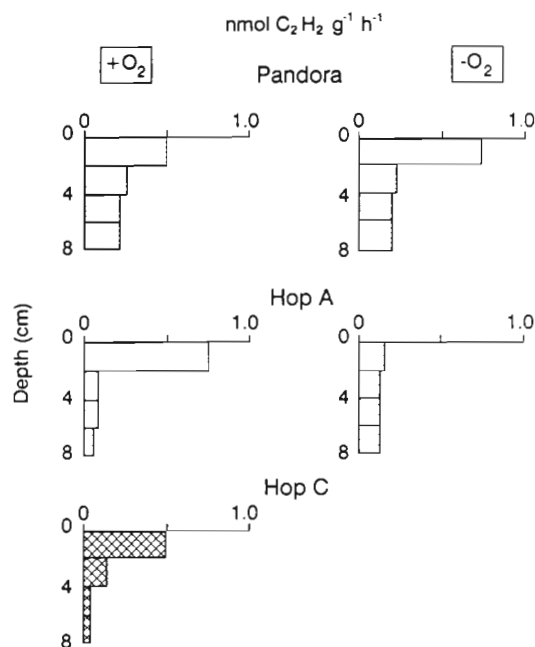 nmol C₂H₂ g⁻¹ h⁻¹
+O₂ -O₂
Pandora
0 1.0 0 1.0
0 0
4 4
8 8
Hop A
0 1.0 0 1.0
0 0
4 4
8 8
Depth (cm)
Hop C
0 1.0
0
4
8